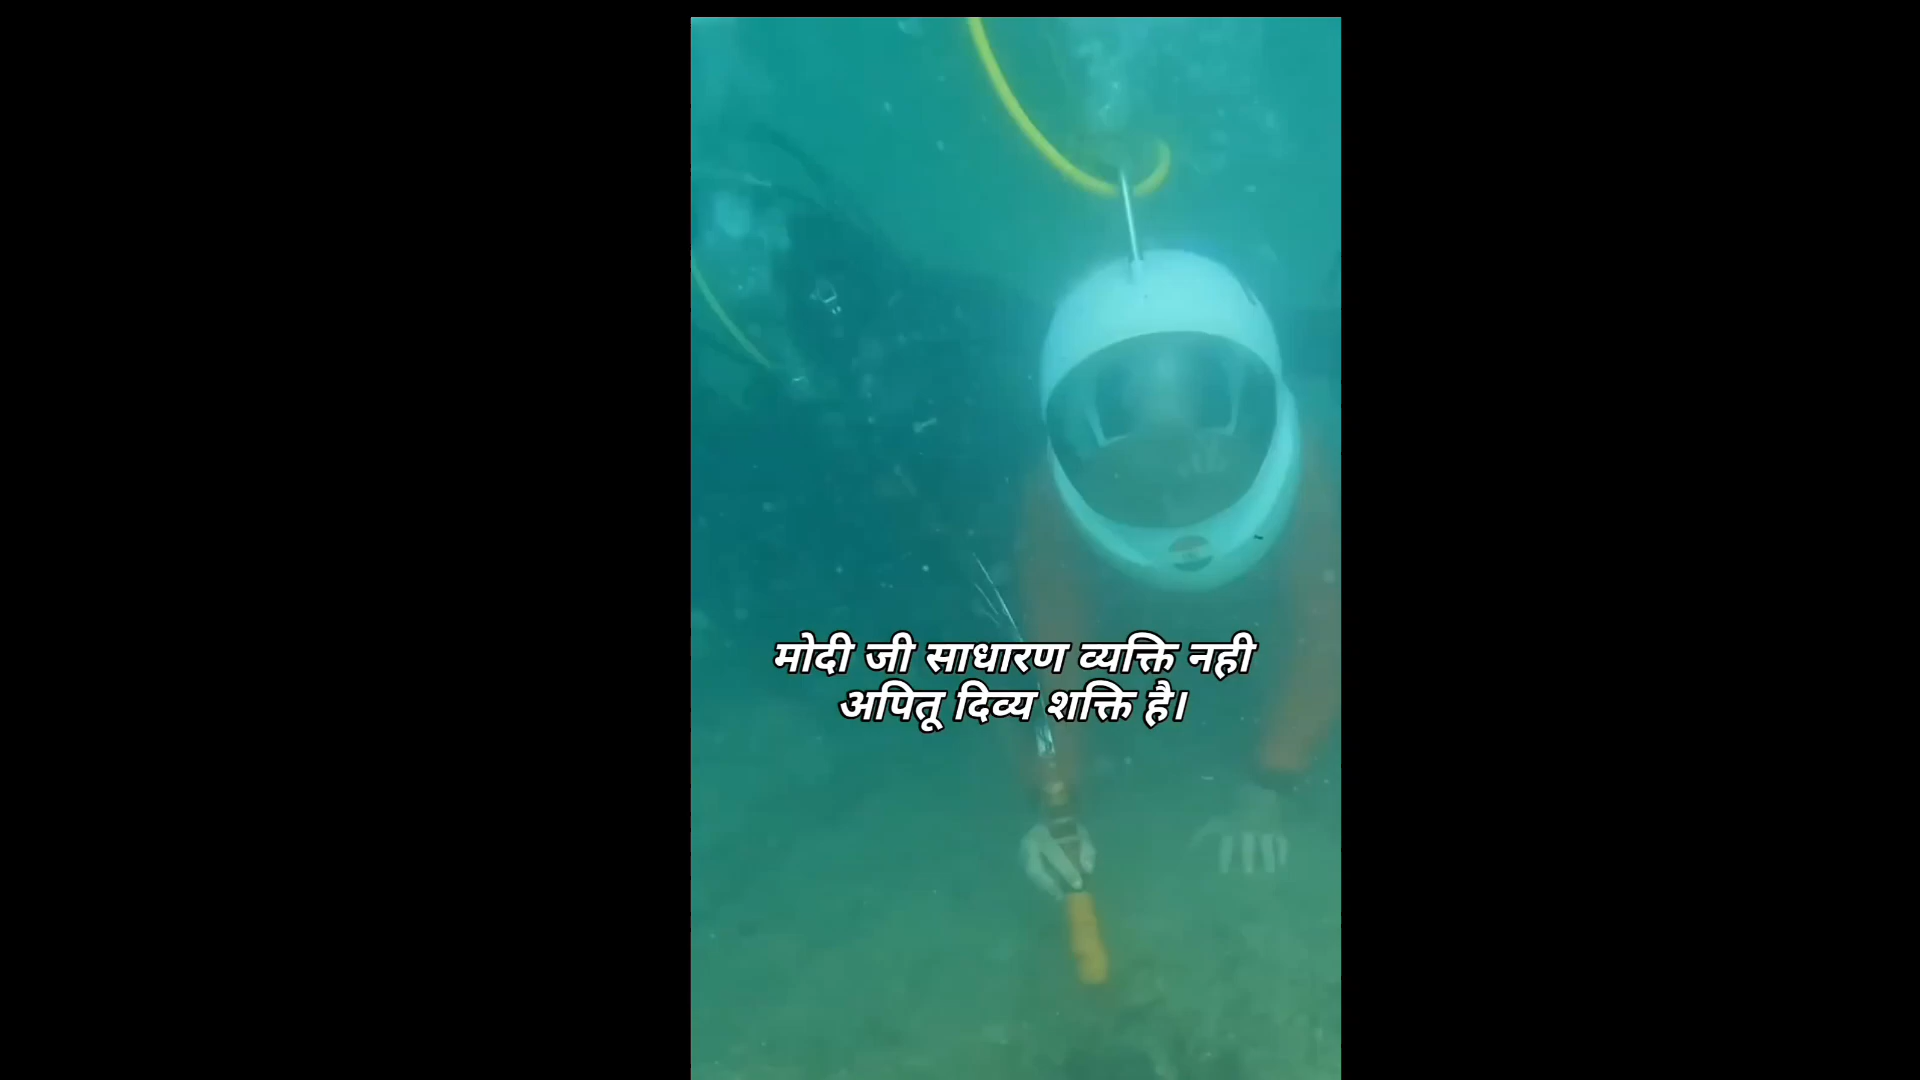 मोदी जी साधारण व्यक्ति नही
अपितू दिव्य शक्ति है।